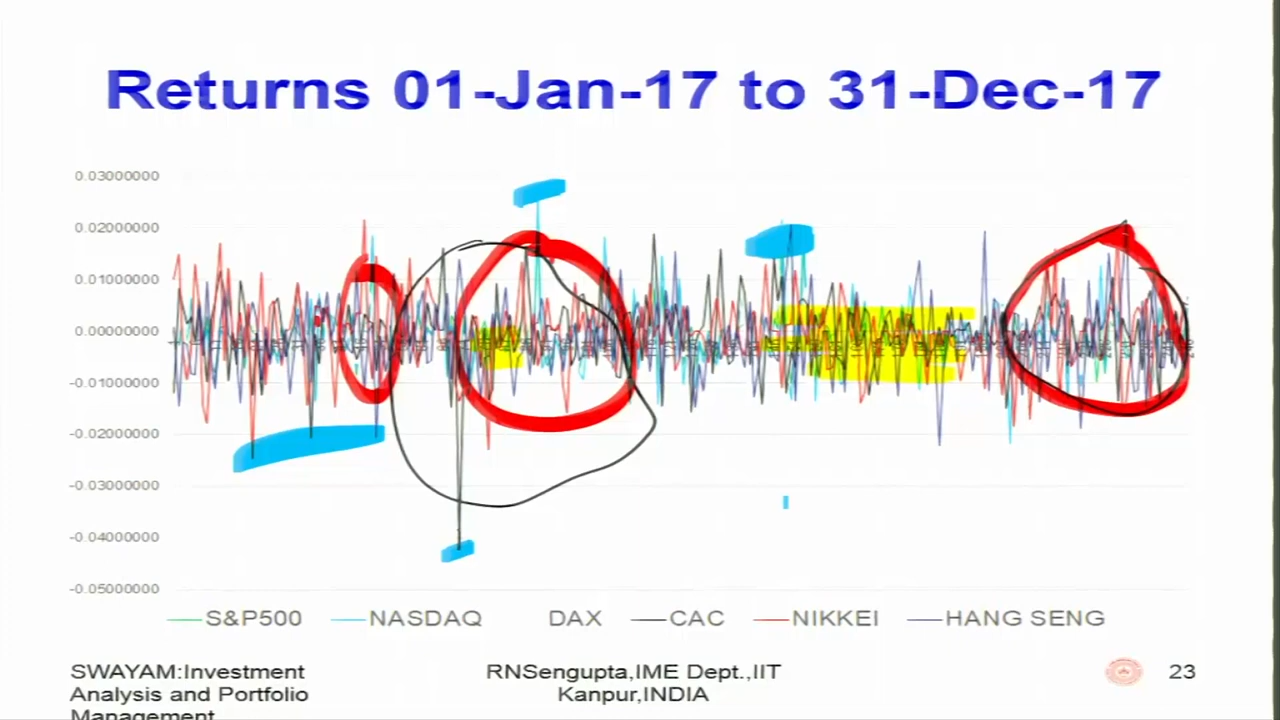 Returns 01-Jan-17 to 31-Dec-17
0.03000000
0.02000000
0.01000000
0.00000000
-0.01000000
-0.02000000
-0.03000000
-0.04000000
-0.05000000
S&P500 NASDAQ DAX CAC NIKKEI HANG SENG
SWAYAM:Investment
Analysis and Portfolio
Management
RNSengupta,IME Dept.,IIT
Kanpur,INDIA
23